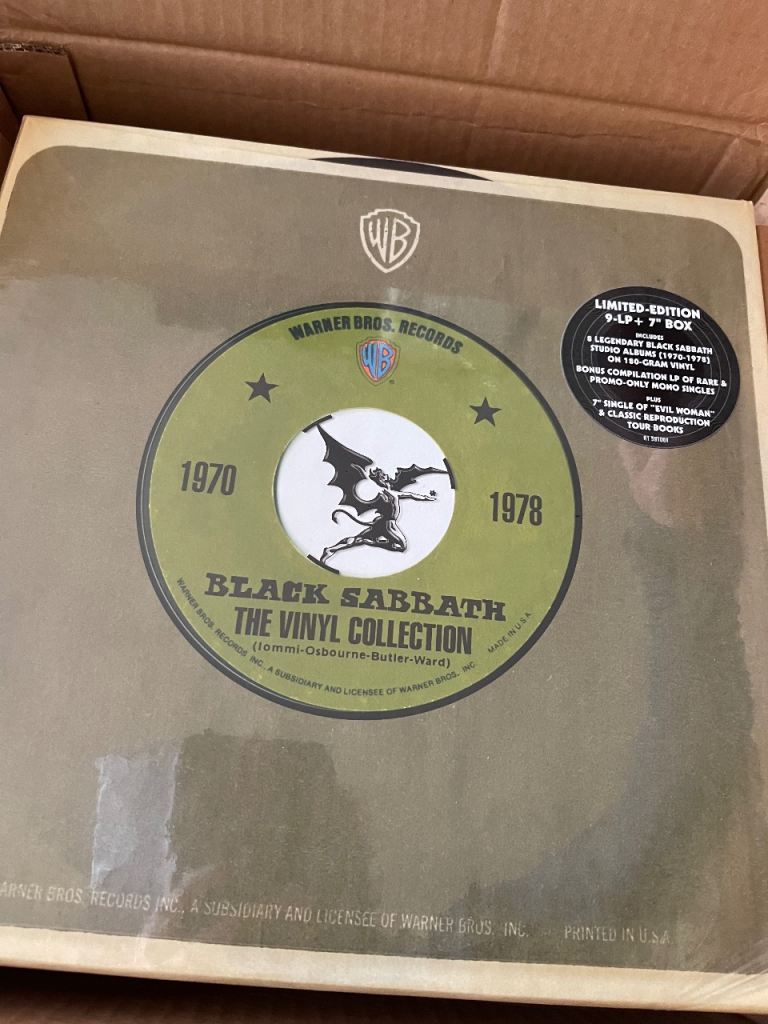 WB
LIMITED-EDITION
9-LP + 7" BOX
INCLUDES
8 LEGENDARY BLACK SABBATH
STUDIO ALBUMS (1970-1978)
ON 180-GRAM VINYL
BONUS COMPILATION LP OF RARE &
PROMO-ONLY MONO SINGLES
PLUS
7" SINGLE OF "EVIL WOMAN"
& CLASSIC REPRODUCTION
TOUR BOOKS
WARNER BROS. RECORDS
WB
®
1970
1978
BLACK SABBATH
THE VINYL COLLECTION
(Iommi-Osbourne-Butler-Ward)
WARNER BROS. RECORDS INC., A SUBSIDIARY AND LICENSEE OF WARNER BROS. INC.
MADE IN U.S.A.
ARNER BROS. RECORDS INC., A SUBSIDIARY AND LICENSEE OF WARNER BROS. INC. PRINTED IN U.S.A.